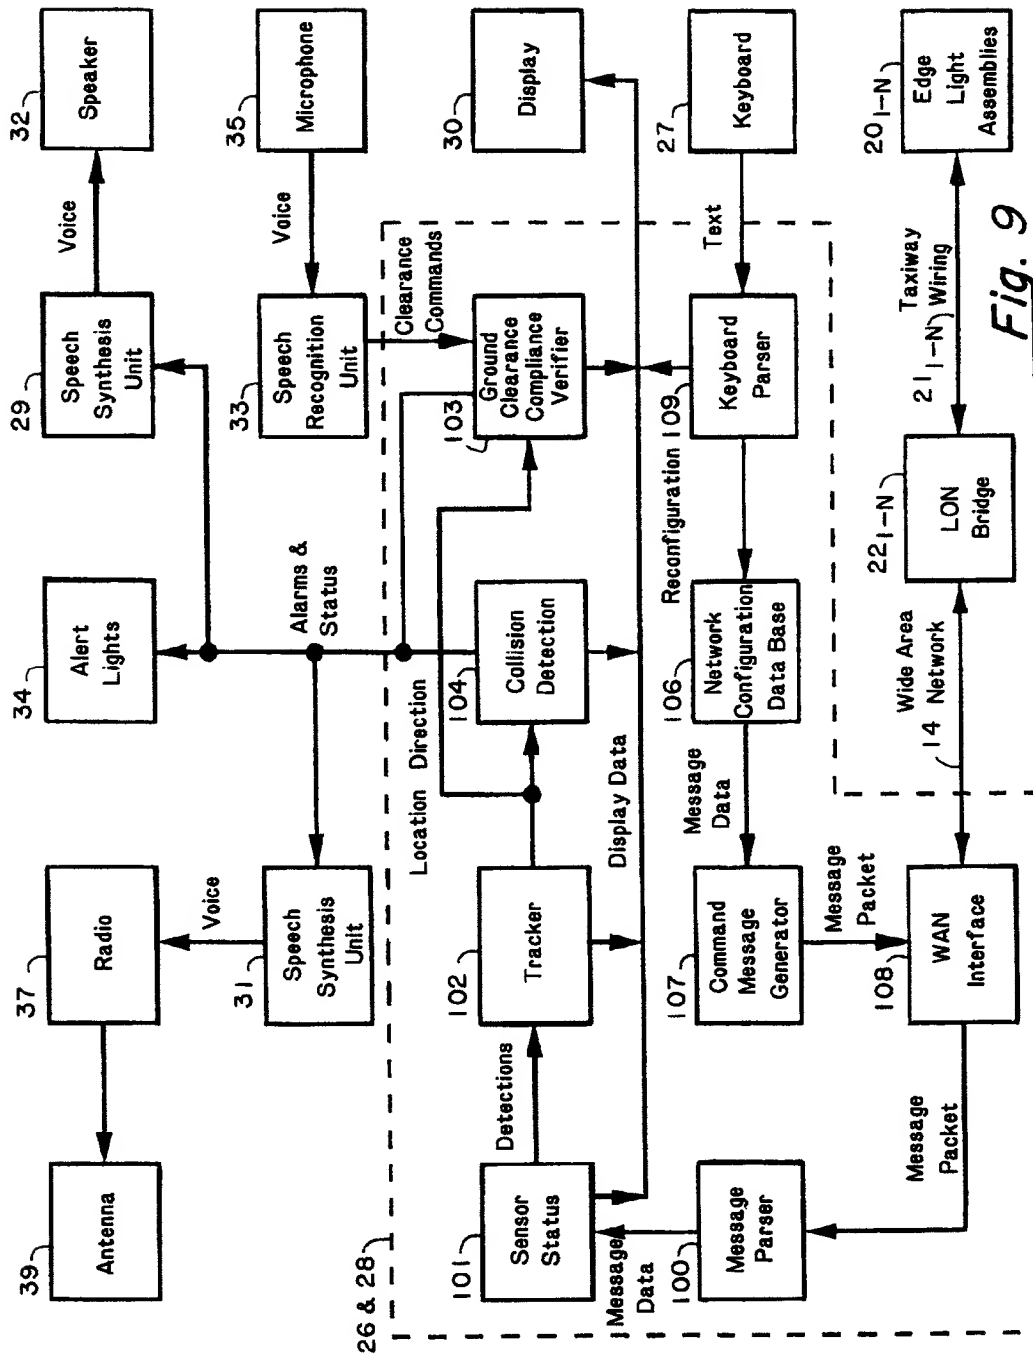 39
Antenna
37
Radio
34
Alert
Lights
29
Speech
Synthesis
Unit
Voice
32
Speaker
Voice
31
Speech
Synthesis
Unit
Alarms &
Status
33
Speech
Recognition
Unit
Voice
35
Microphone
26 & 28
Location Direction
Clearance
Commands
101
Sensor
Status
Detections
102
Tracker
104
Collision
Detection
103
Ground
Clearance
Compliance
Verifier
30
Display
Message
Data
Display Data
100
Message
Parser
107
Command
Message
Generator
Message
Data
106
Network
Configuration
Data Base
Reconfiguration
109
Keyboard
Parser
Text
27
Keyboard
Message
Packet
Message
Packet
108
WAN
Interface
Wide Area
14 Network
22 1-N
LON
Bridge
Taxiway
21 1-N Wiring
20 1-N
Edge
Light
Assemblies
Fig. 9